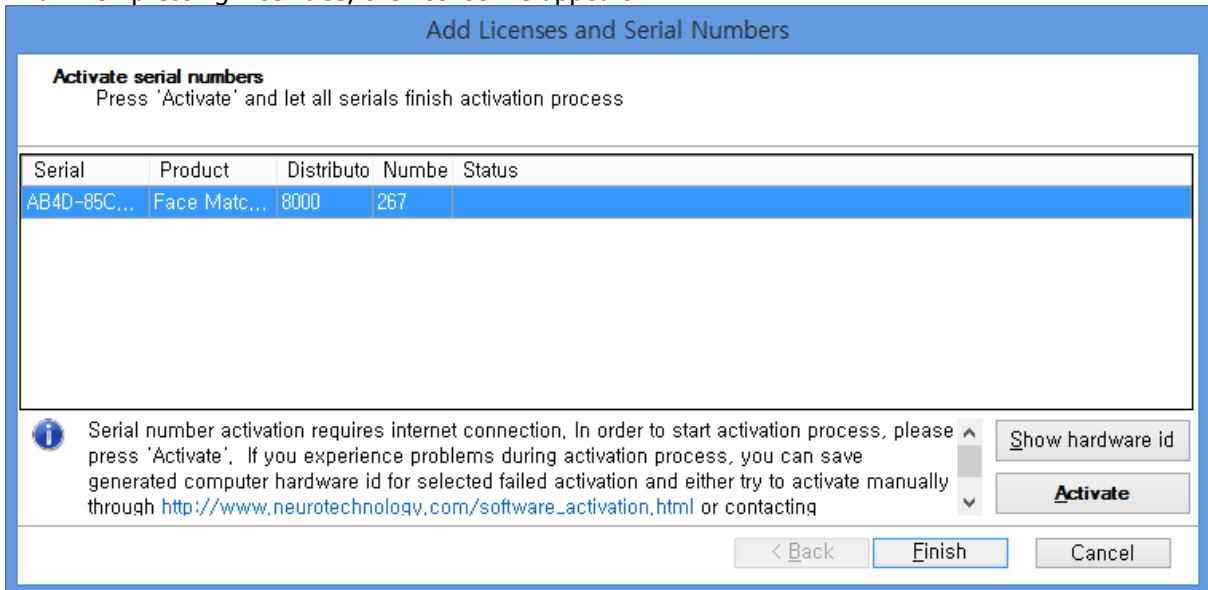 Add Licenses and Serial Numbers
Activate serial numbers
Press 'Activate' and let all serials finish activation process
Serial Product Distributo Numbe Status
AB4D-85C... Face Matc... 8000 267
Serial number activation requires internet connection, In order to start activation process, please
press 'Activate', If you experience problems during activation process, you can save
generated computer hardware id for selected failed activation and either try to activate manually
through http://www.neurotechnology.com/software_activation.html or contacting
Show hardware id
Activate
< Back Finish Cancel